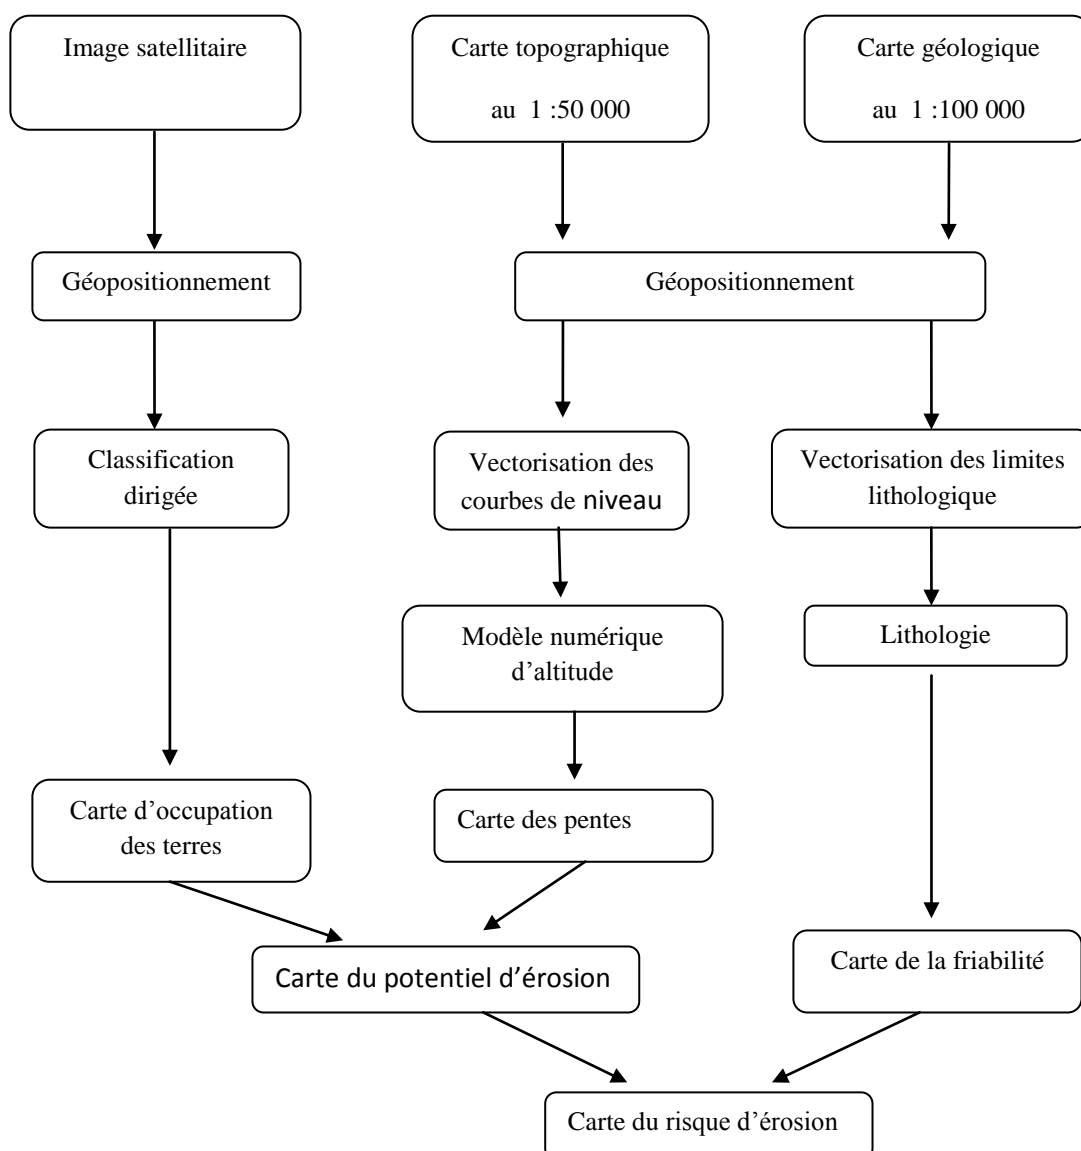 Image satellitaire
Carte topographique
au 1 :50 000
Carte géologique
au 1 :100 000
Géopositionnement
Géopositionnement
Classification
dirigée
Vectorisation des
courbes de niveau
Vectorisation des limites
lithologique
Modèle numérique
d’altitude
Lithologie
Carte d’occupation
des terres
Carte des pentes
Carte du potentiel d’érosion
Carte de la friabilité
Carte du risque d’érosion